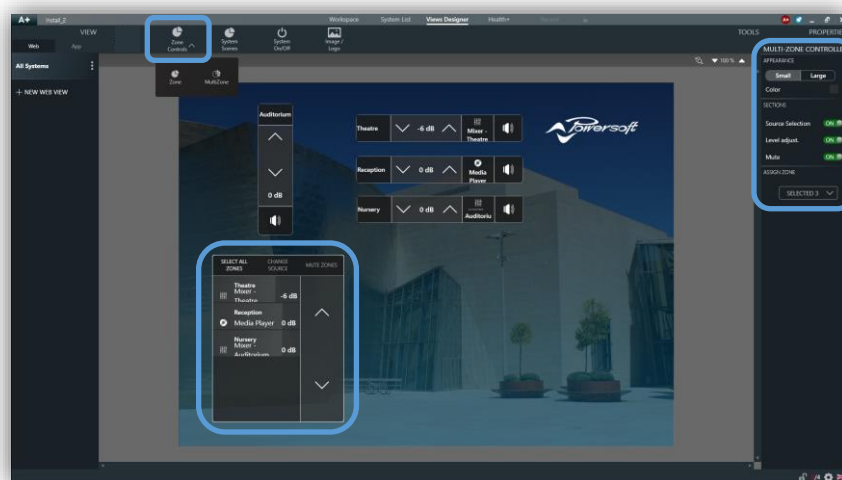 A+ Install_2 Workspace System List Views Designer Health+
VIEW TOOLS PROPERTIE
Web App
Zone Controls
System Scenes
System On/Off
Image / Logo
All Systems
100 %
+ NEW WEB VIEW
Zone MultiZone
Auditorium
0 dB
Theatre -6 dB Mixer - Theatre
Reception 0 dB Media Player
Nursery 0 dB Auditoriu
Powersoft
SELECT ALL ZONES CHANGE SOURCE MUTE ZONES
Theatre
Mixer -
Theatre -6 dB
Reception
Media Player 0 dB
Nursery
Mixer -
Auditorium 0 dB
MULTI-ZONE CONTROLLE
APPEARANCE
Small Large
Color
SECTIONS
Source Selection ON
Level adjust. ON
Mute ON
ASSIGN ZONE
SELECTED 3